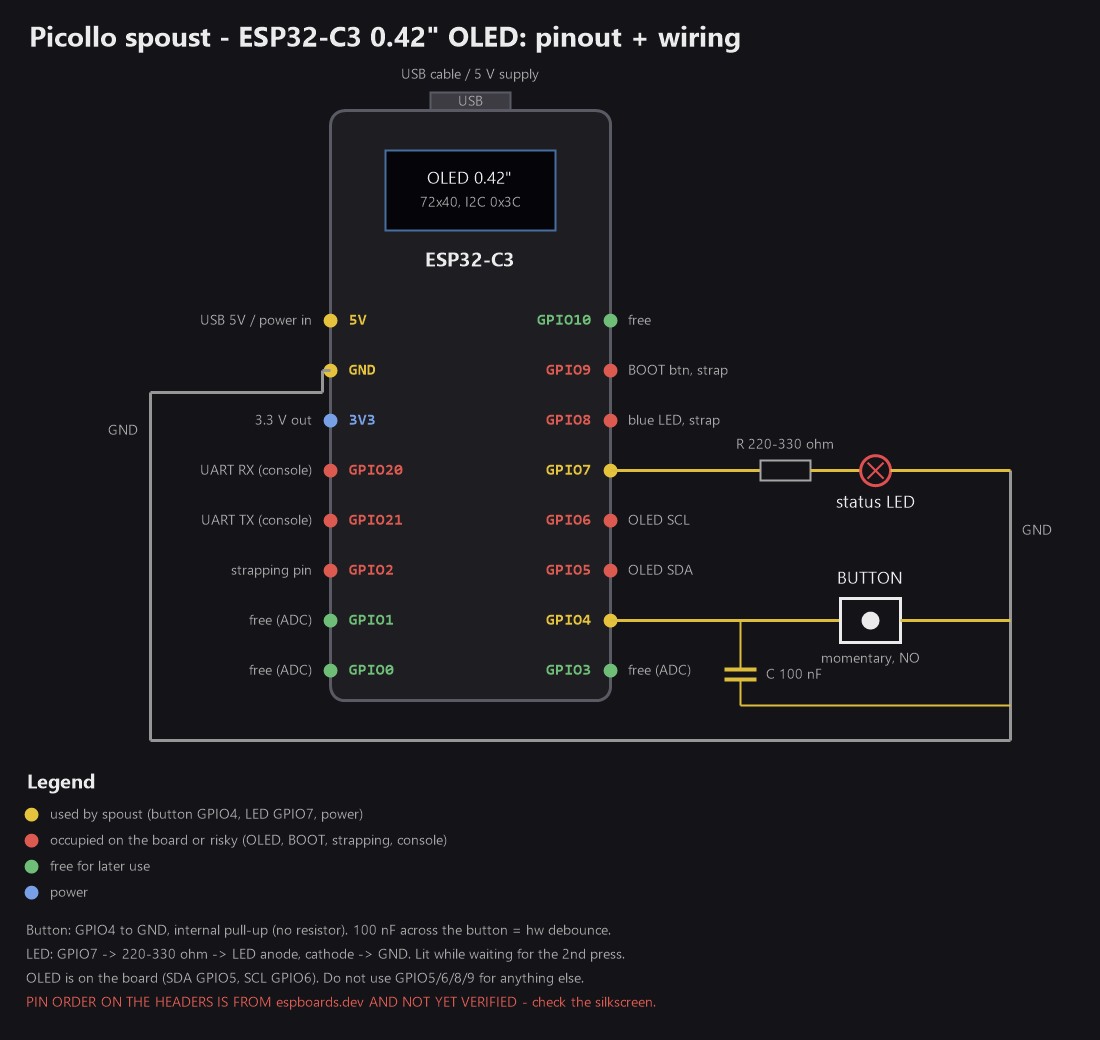 Picollo spoust - ESP32-C3 0.42" OLED: pinout + wiring
USB cable / 5 V supply
USB
OLED 0.42"
72x40, I2C 0x3C
ESP32-C3
USB 5V / power in 5V GPIO10 free
GND GPIO9 BOOT btn, strap
GND
3.3 V out 3V3 GPIO8 blue LED, strap
R 220-330 ohm
UART RX (console) GPIO20 GPIO7
status LED
UART TX (console) GPIO21 GPIO6 OLED SCL
GND
strapping pin GPIO2 GPIO5 OLED SDA
BUTTON
free (ADC) GPIO1 GPIO4
momentary, NO
free (ADC) GPIO0 GPIO3 free (ADC) C 100 nF
Legend
used by spoust (button GPIO4, LED GPIO7, power)
occupied on the board or risky (OLED, BOOT, strapping, console)
free for later use
power
Button: GPIO4 to GND, internal pull-up (no resistor). 100 nF across the button = hw debounce.
LED: GPIO7 -> 220-330 ohm -> LED anode, cathode -> GND. Lit while waiting for the 2nd press.
OLED is on the board (SDA GPIO5, SCL GPIO6). Do not use GPIO5/6/8/9 for anything else.
PIN ORDER ON THE HEADERS IS FROM espboards.dev AND NOT YET VERIFIED - check the silkscreen.